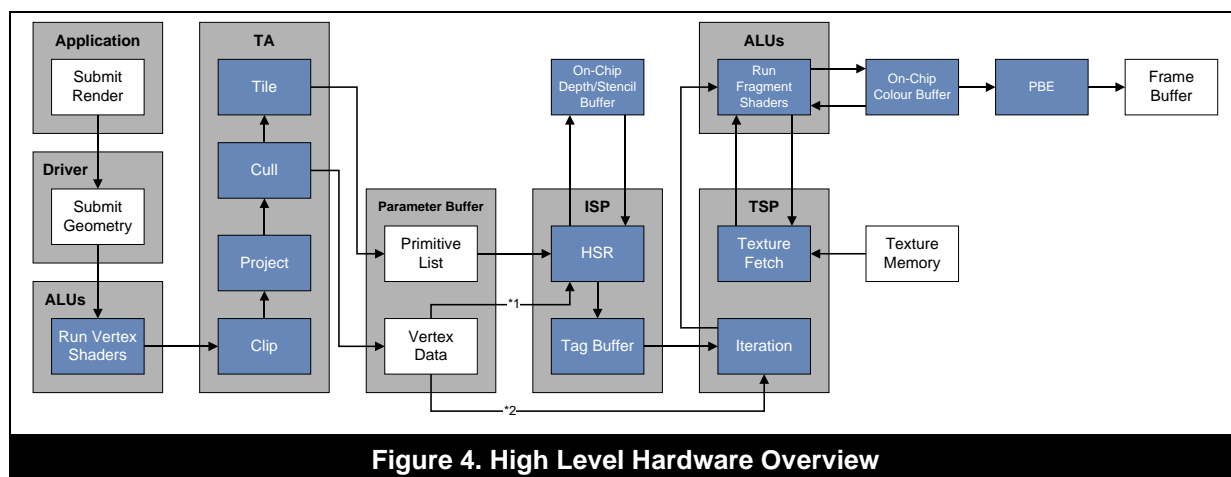 Application
Submit
Render
Driver
Submit
Geometry
ALUs
Run Vertex
Shaders
TA
Tile
Cull
Project
Clip
Parameter Buffer
Primitive
List
Vertex
Data
*1
*2
On-Chip
Depth/Stencil
Buffer
ISP
HSR
Tag Buffer
ALUs
Run
Fragment
Shaders
TSP
Texture
Fetch
Iteration
On-Chip
Colour Buffer
PBE
Frame
Buffer
Texture
Memory
Figure 4. High Level Hardware Overview